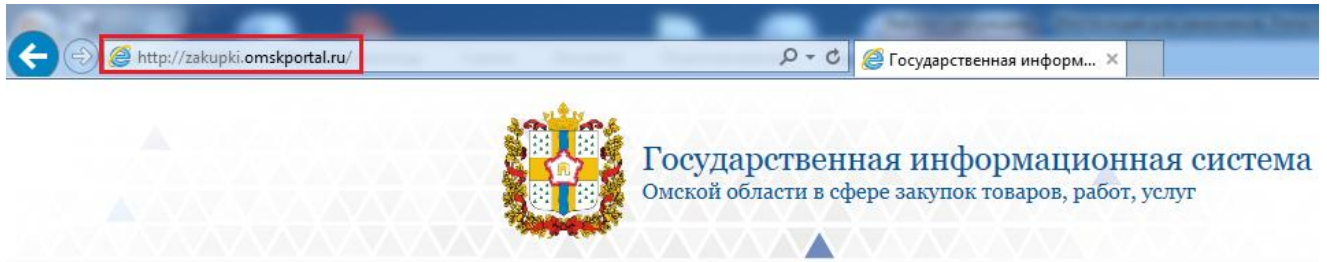 http://zakupki.omskportal.ru/
Государственная информ...
Государственная информационная система
Омской области в сфере закупок товаров, работ, услуг